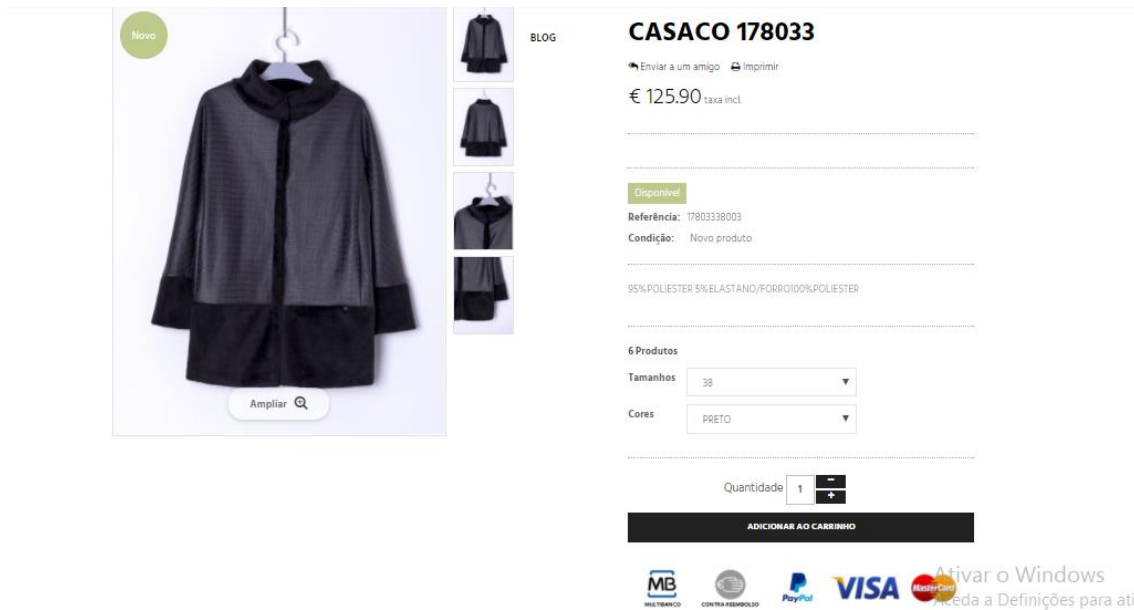 Novo
BLOG
Ampliar
CASACO 178033
Enviar a um amigo Imprimir
€ 125.90 taxa incl.
Disponível
Referência: 17803338003
Condição: Novo produto
95%POLIESTER 5%ELASTANO/FORRO100%POLIESTER
6 Produtos
Tamanhos 38
Cores PRETO
Quantidade 1
ADICIONAR AO CARRINHO
MB
MULTIBANCO
CONTRA REEMBOLSO
PayPal
VISA
MasterCard
Ativar o Windows
Aceda a Definições para ati